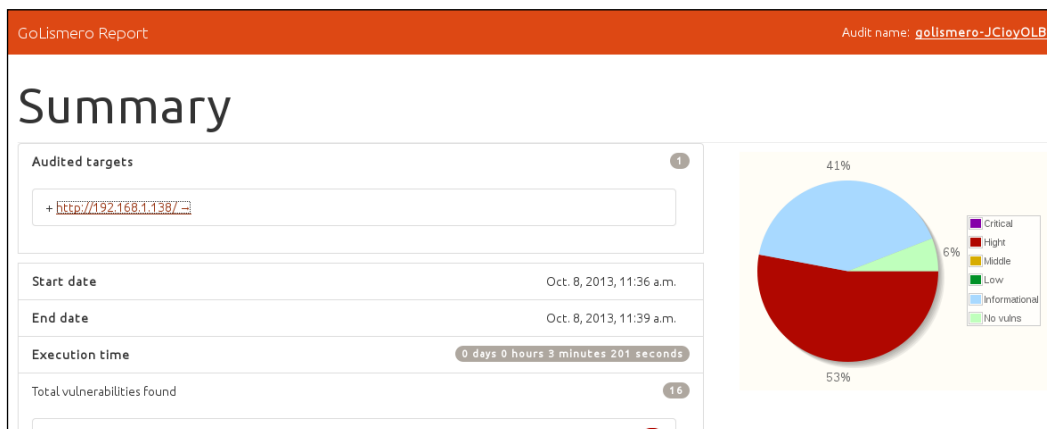 GoLismero Report
Audit name: golismero-JCioyOLB
Summary
Audited targets 1
+ http://192.168.1.138/ →
Start date Oct. 8, 2013, 11:36 a.m.
End date Oct. 8, 2013, 11:39 a.m.
Execution time 0 days 0 hours 3 minutes 201 seconds
Total vulnerabilities found 16
41%
6%
53%
Critical
Hight
Middle
Low
Informational
No vulns